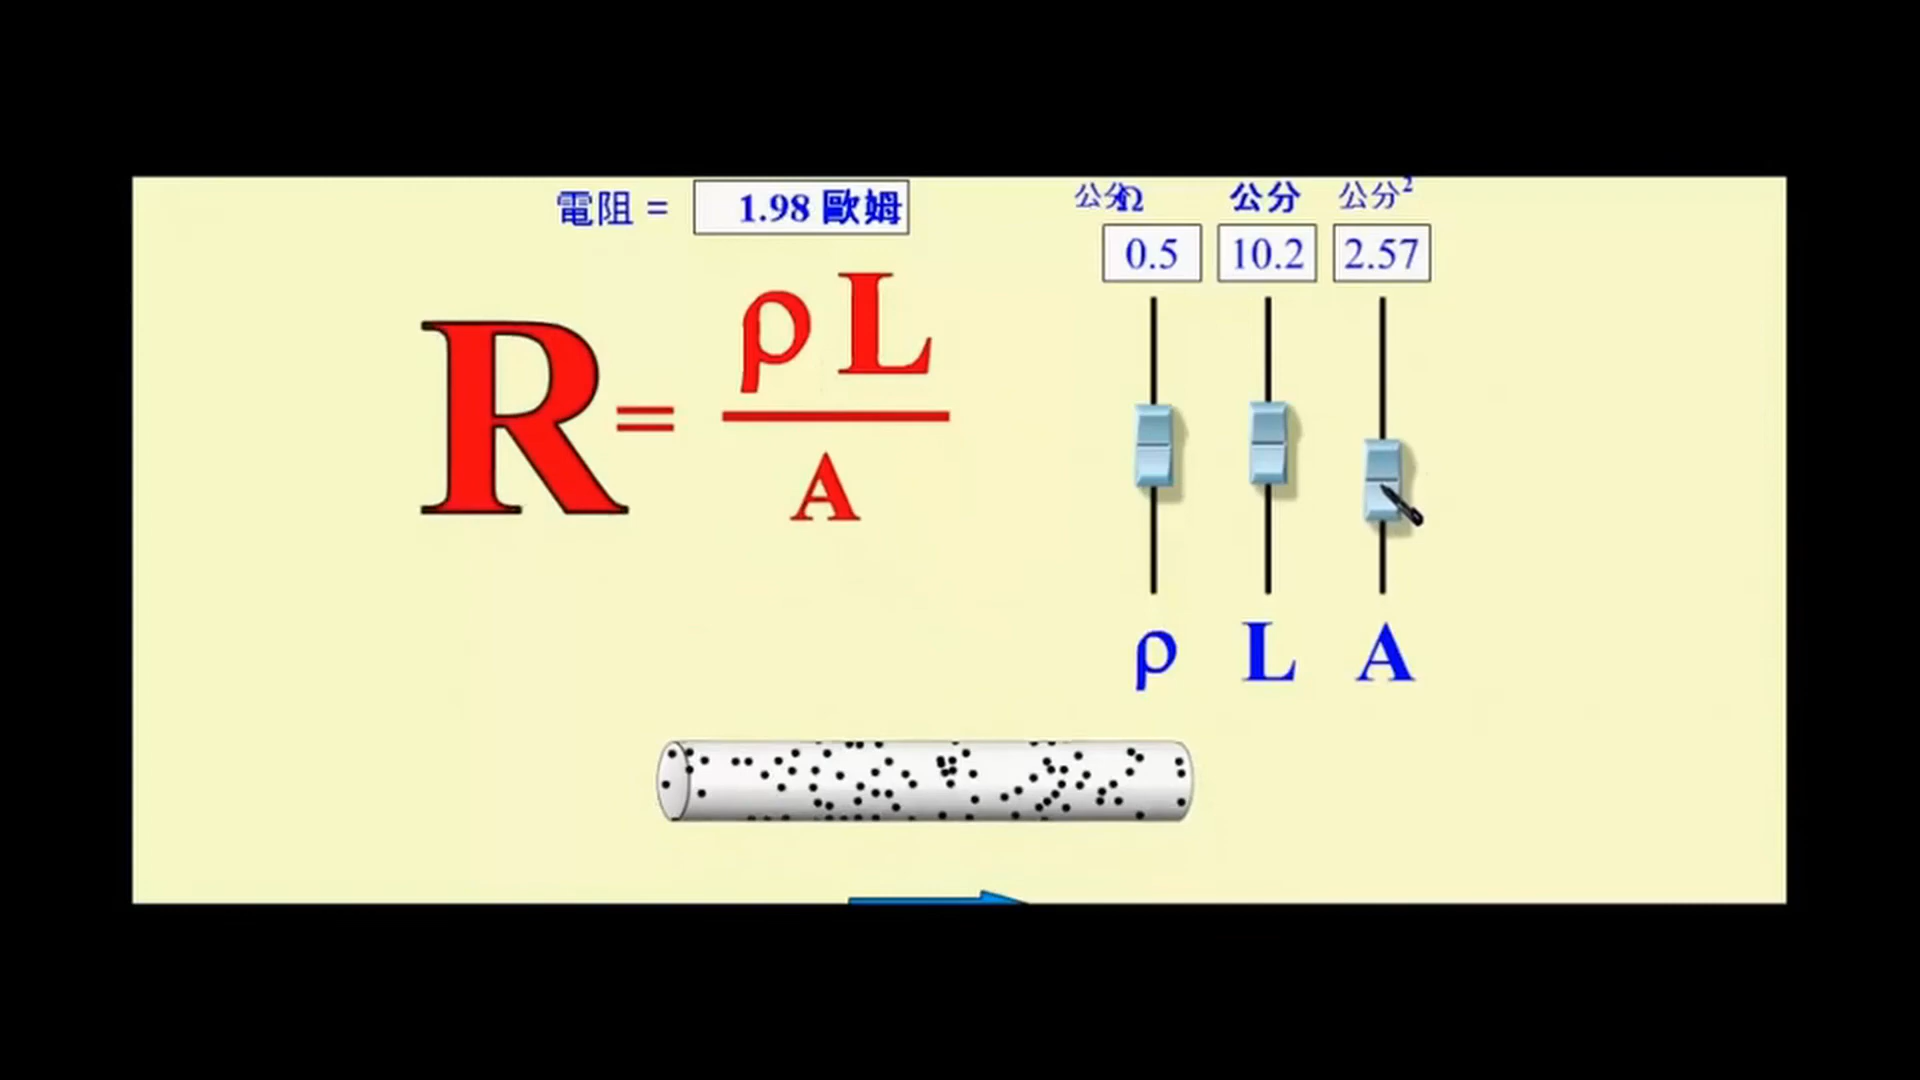 電阻 = 1.98 歐姆
公分Ω 公分 公分²
0.5 10.2 2.57
R = ρL
A
ρ L A